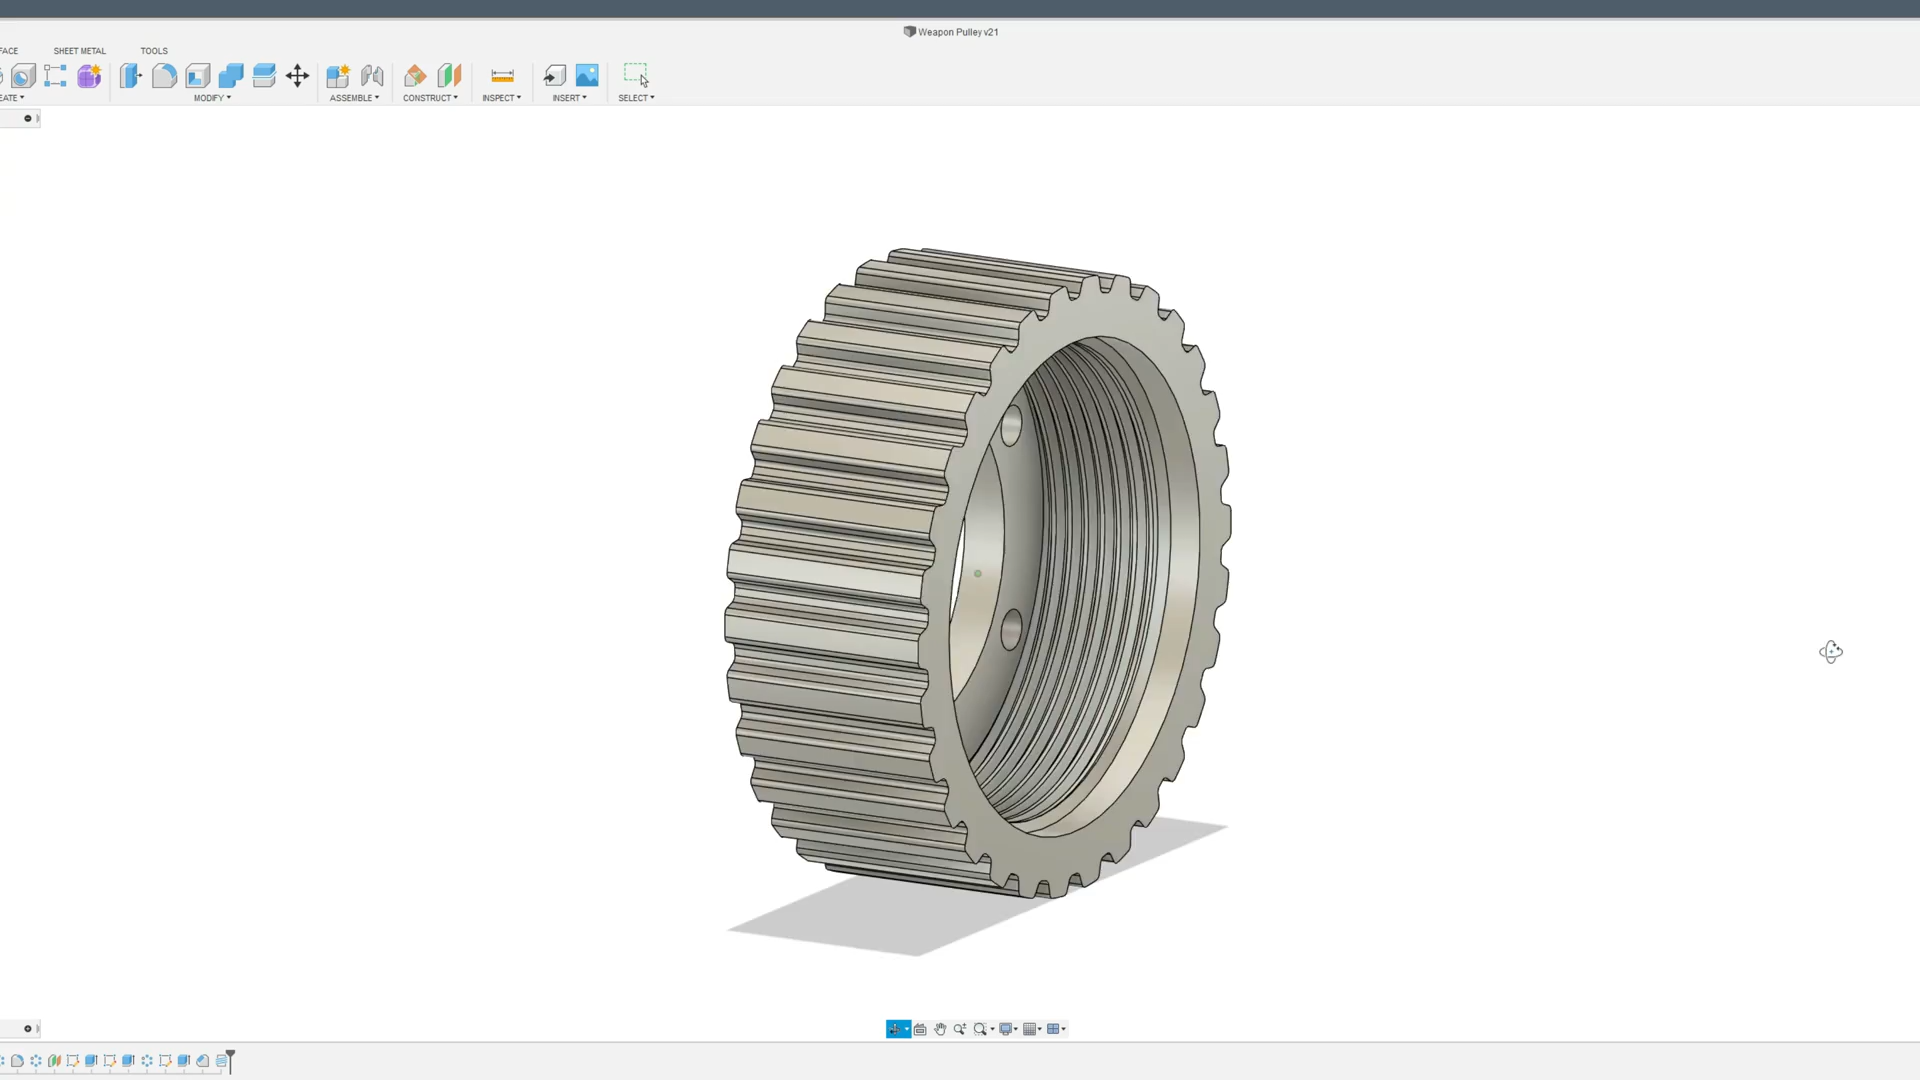 Weapon Pulley v21
FACE SHEET METAL TOOLS
EATE MODIFY ASSEMBLE CONSTRUCT INSPECT INSERT SELECT